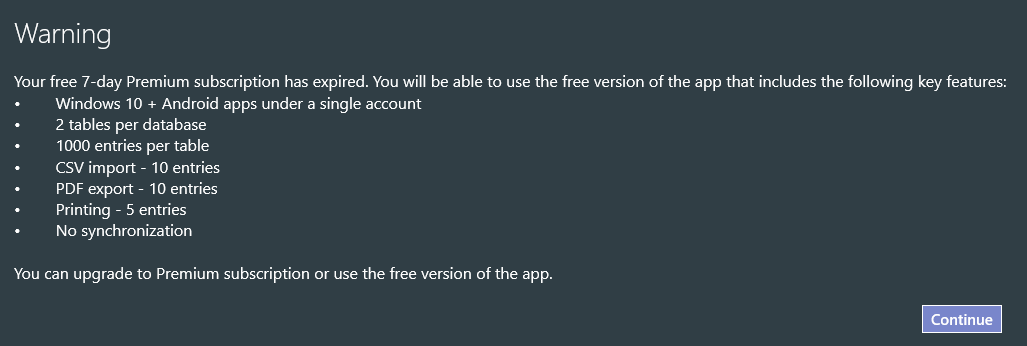 Warning
Your free 7-day Premium subscription has expired. You will be able to use the free version of the app that includes the following key features:
• Windows 10 + Android apps under a single account
• 2 tables per database
• 1000 entries per table
• CSV import - 10 entries
• PDF export - 10 entries
• Printing - 5 entries
• No synchronization
You can upgrade to Premium subscription or use the free version of the app.
Continue